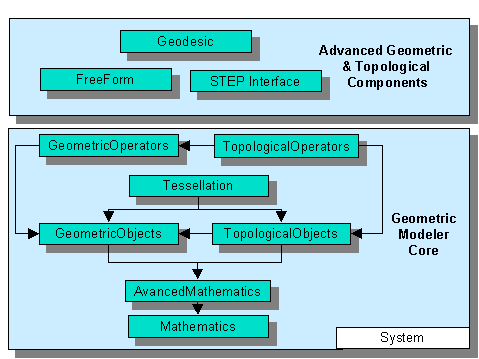 Geodesic
Advanced Geometric
& Topological
Components
FreeForm
STEP Interface
GeometricOperators
TopologicalOperators
Tessellation
GeometricObjects
TopologicalObjects
Geometric
Modeler
Core
AvancedMathematics
Mathematics
System